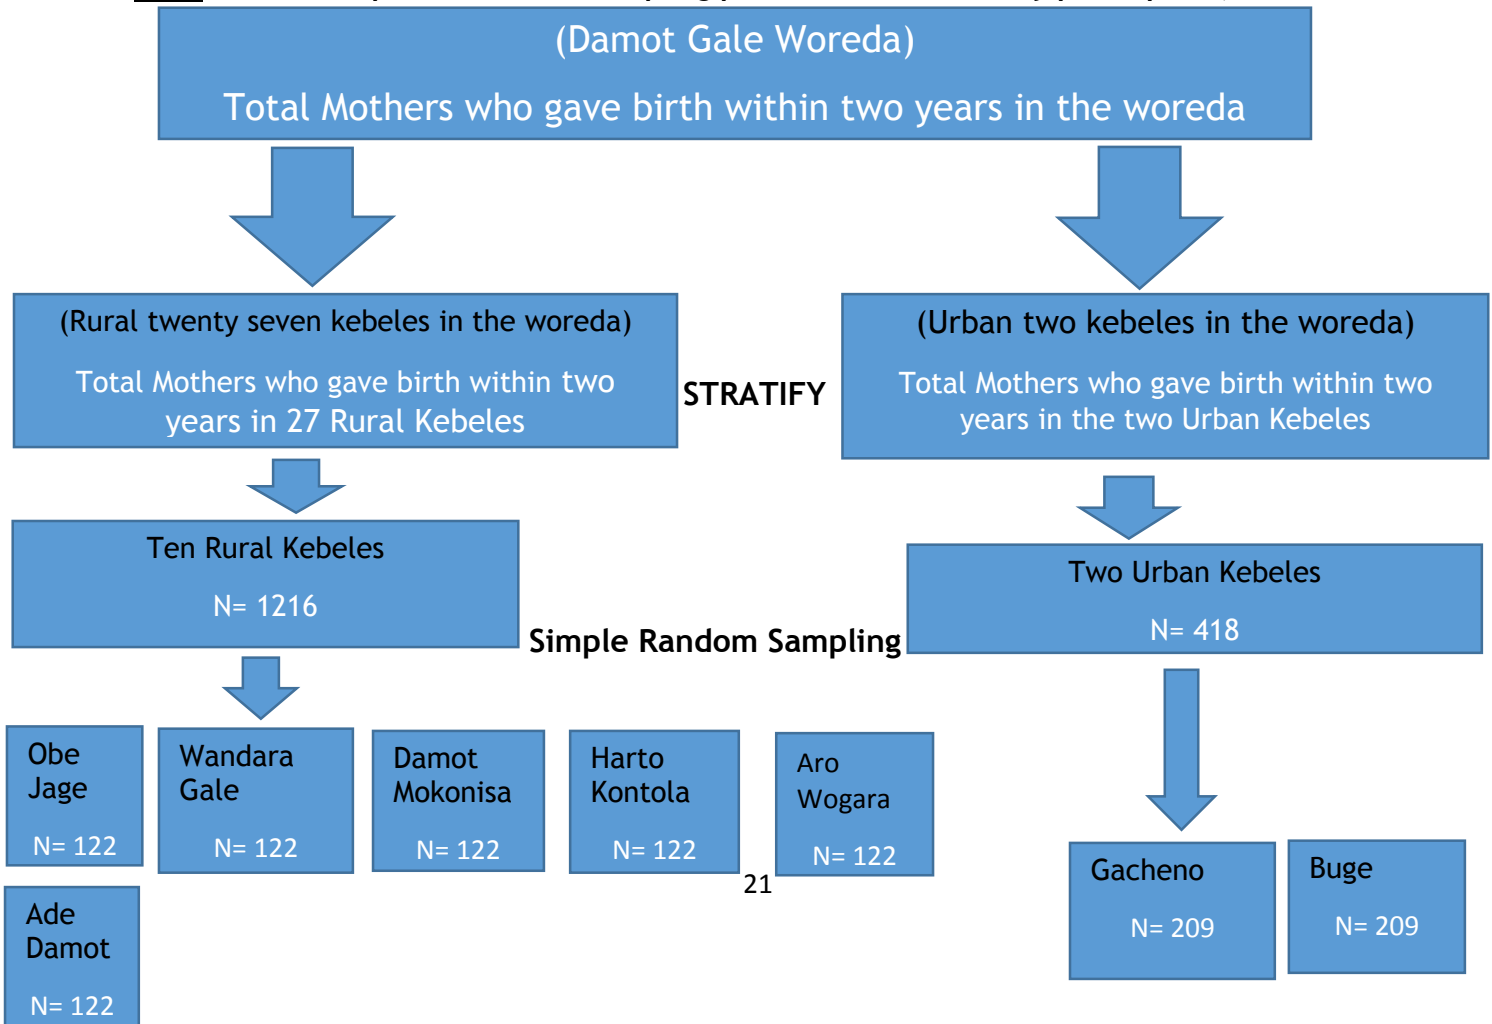 (Damot Gale Woreda)
Total Mothers who gave birth within two years in the woreda
(Rural twenty seven kebeles in the woreda)
Total Mothers who gave birth within two
years in 27 Rural Kebeles
STRATIFY
(Urban two kebeles in the woreda)
Total Mothers who gave birth within two
years in the two Urban Kebeles
Ten Rural Kebeles
N= 1216
Simple Random Sampling
Two Urban Kebeles
N= 418
Obe
Jage
N= 122
Wandara
Gale
N= 122
Damot
Mokonisa
N= 122
Harto
Kontola
N= 122
Aro
Wogara
N= 122
Gacheno
N= 209
Buge
N= 209
21
Ade
Damot
N= 122